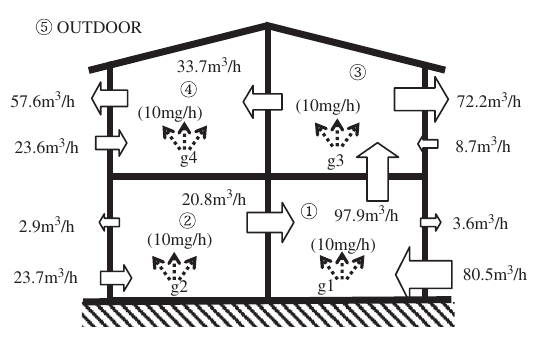 ⑤ OUTDOOR
33.7m³/h
③
④
57.6m³/h
(10mg/h)
(10mg/h)
72.2m³/h
23.6m³/h
g4
g3
8.7m³/h
20.8m³/h
①
97.9m³/h
2.9m³/h
②
3.6m³/h
(10mg/h)
(10mg/h)
23.7m³/h
g2
g1
80.5m³/h